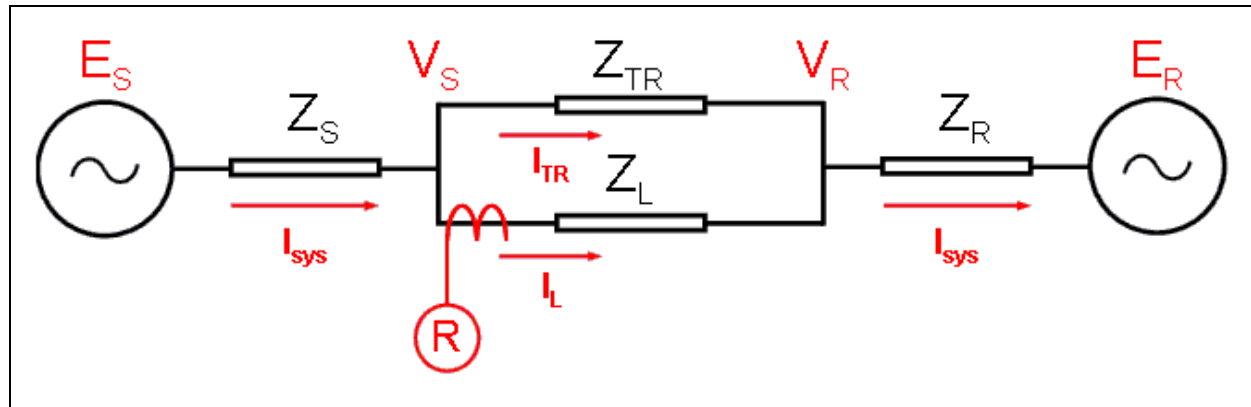 E_S
V_S
Z_TR
V_R
E_R
Z_S
I_TR
Z_R
Z_L
I_sys
I_L
I_sys
R